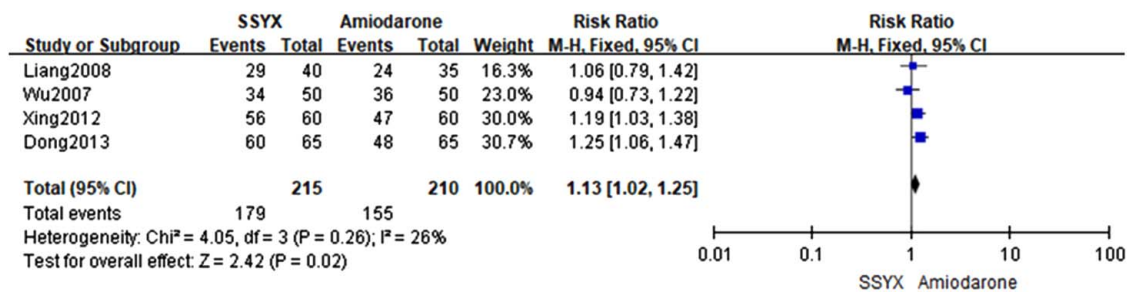 SSYX Amiodarone Risk Ratio Risk Ratio
Study or Subgroup Events Total Events Total Weight M-H, Fixed, 95% CI M-H, Fixed, 95% CI
Liang2008 29 40 24 35 16.3% 1.06 [0.79, 1.42]
Wu2007 34 50 36 50 23.0% 0.94 [0.73, 1.22]
Xing2012 56 60 47 60 30.0% 1.19 [1.03, 1.38]
Dong2013 60 65 48 65 30.7% 1.25 [1.06, 1.47]
Total (95% CI) 215 210 100.0% 1.13 [1.02, 1.25]
Total events 179 155
Heterogeneity: Chi² = 4.05, df = 3 (P = 0.26); I² = 26%
Test for overall effect: Z = 2.42 (P = 0.02)
0.01 0.1 1 10 100
SSYX Amiodarone